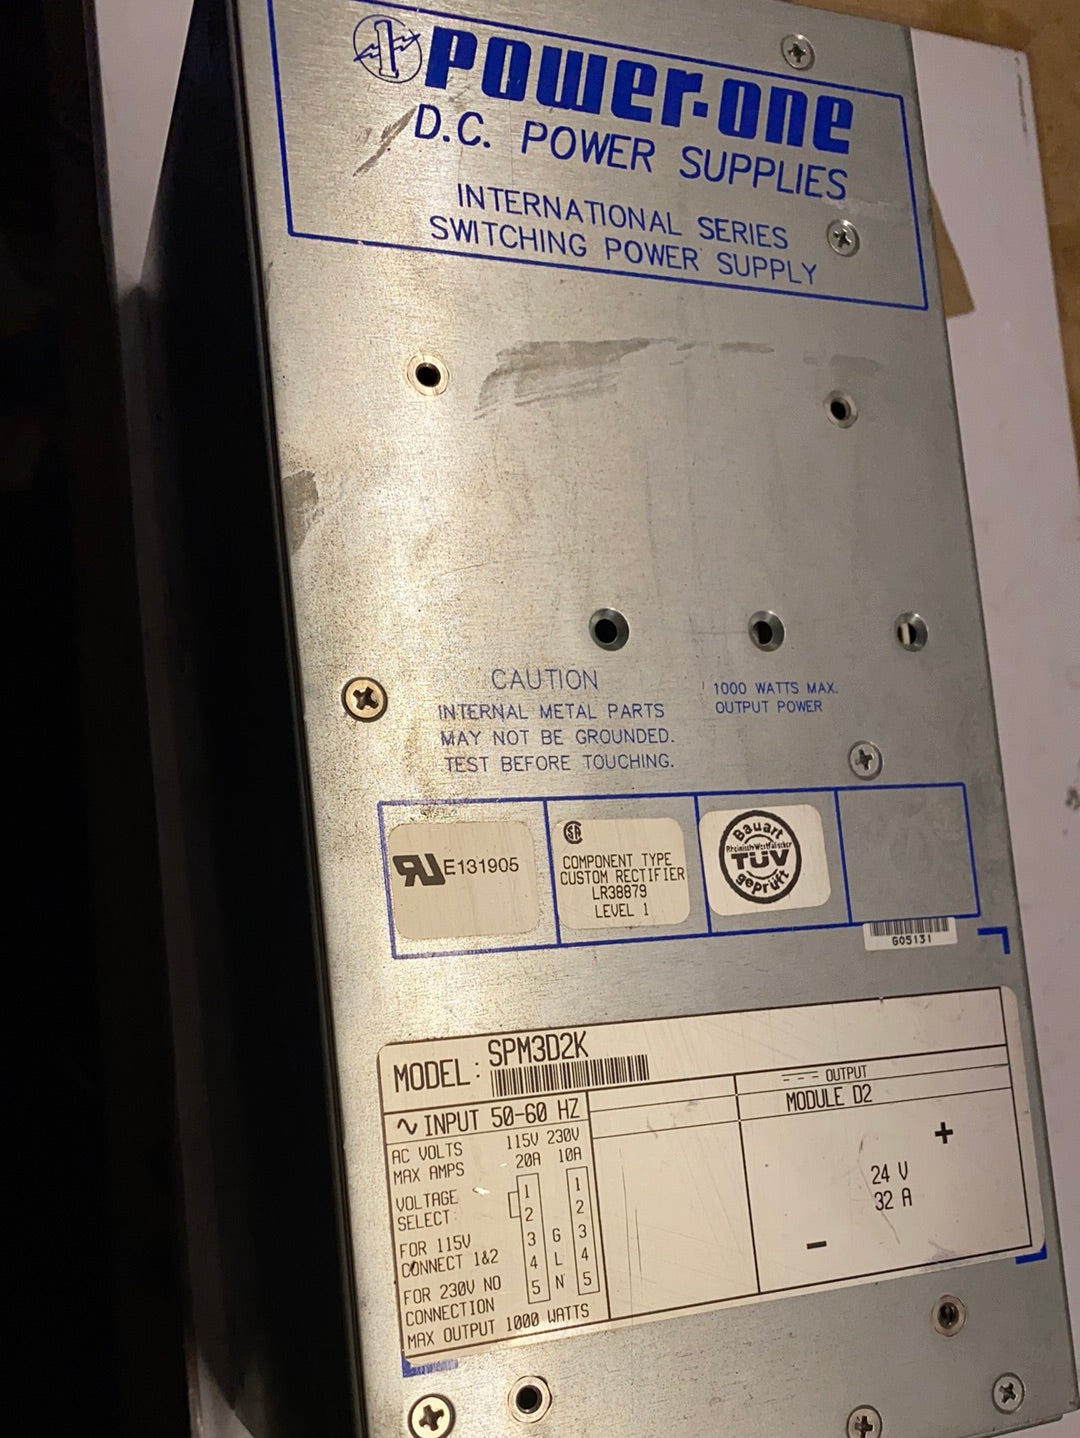 POWER-ONE
D.C. POWER SUPPLIES
INTERNATIONAL SERIES
SWITCHING POWER SUPPLY
CAUTION
INTERNAL METAL PARTS
MAY NOT BE GROUNDED.
TEST BEFORE TOUCHING.
1000 WATTS MAX.
OUTPUT POWER
E131905
COMPONENT TYPE
CUSTOM RECTIFIER
LR38879
LEVEL 1
Bauart
Rheinisch-Westfälischer
TÜV
geprüft
G05131
MODEL: SPM3D2K
∿ INPUT 50-60 HZ
AC VOLTS 115V 230V
MAX AMPS 20A 10A
VOLTAGE
SELECT:
FOR 115V
CONNECT 1&2
FOR 230V NO
CONNECTION
1 1
2 2
3 G 3
4 L 4
5 N 5
MAX OUTPUT 1000 WATTS
OUTPUT
MODULE D2
+
24 V
32 A
−